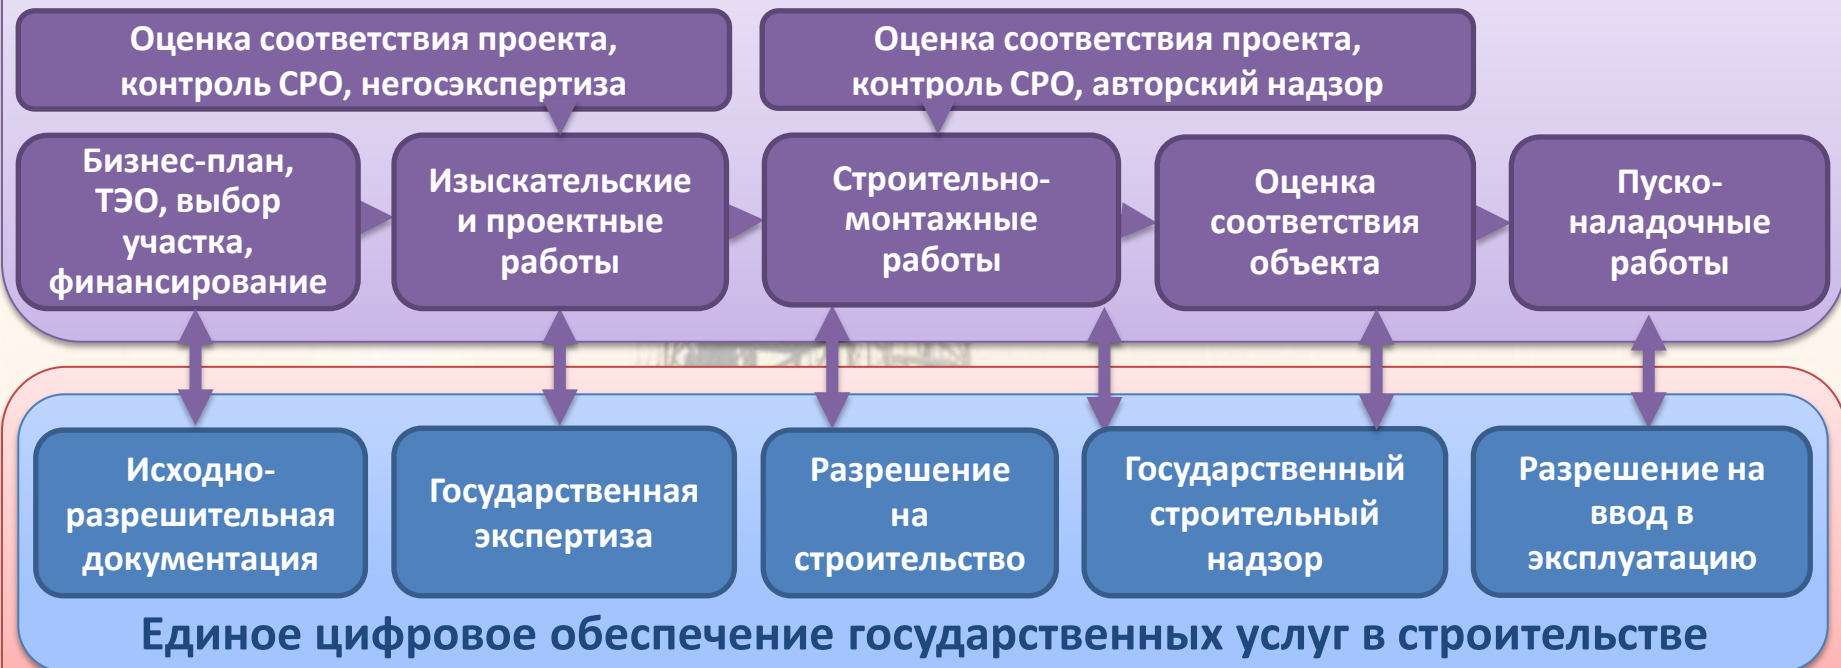 Оценка соответствия проекта,
контроль СРО, негосэкспертиза
Оценка соответствия проекта,
контроль СРО, авторский надзор
Бизнес-план,
ТЭО, выбор
участка,
финансирование
Изыскательские
и проектные
работы
Строительно-
монтажные
работы
Оценка
соответствия
объекта
Пуско-
наладочные
работы
Исходно-
разрешительная
документация
Государственная
экспертиза
Разрешение
на
строительство
Государственный
строительный
надзор
Разрешение на
ввод в
эксплуатацию
Единое цифровое обеспечение государственных услуг в строительстве